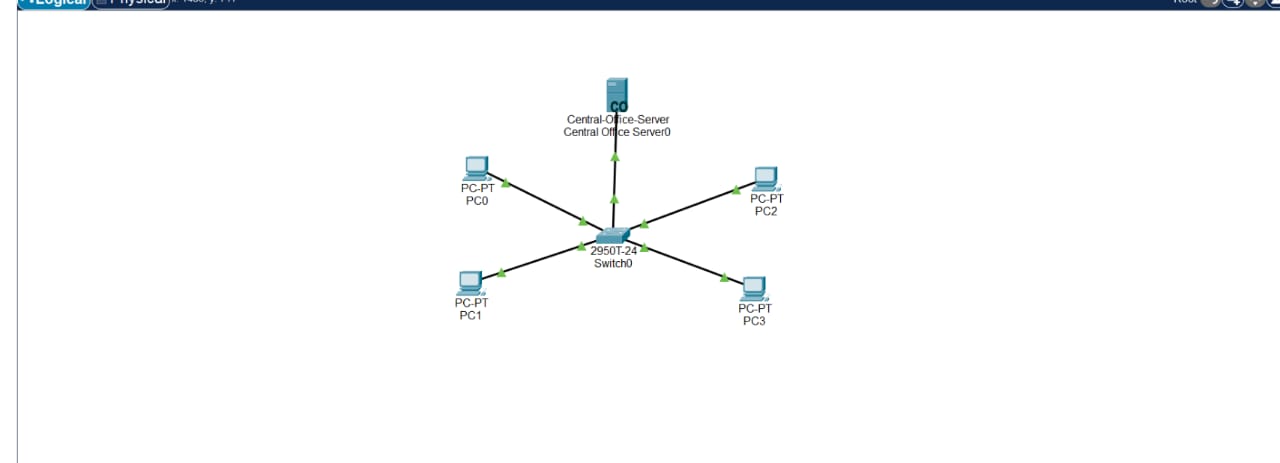 Logical
Physical
Root
CO
Central-Office-Server
Central Office Server0
PC-PT
PC0
PC-PT
PC2
2950T-24
Switch0
PC-PT
PC1
PC-PT
PC3